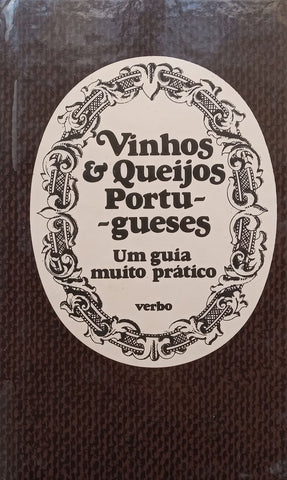 Vinhos
& Queijos
Portu-
-gueses
Um guia
muito prático
verbo